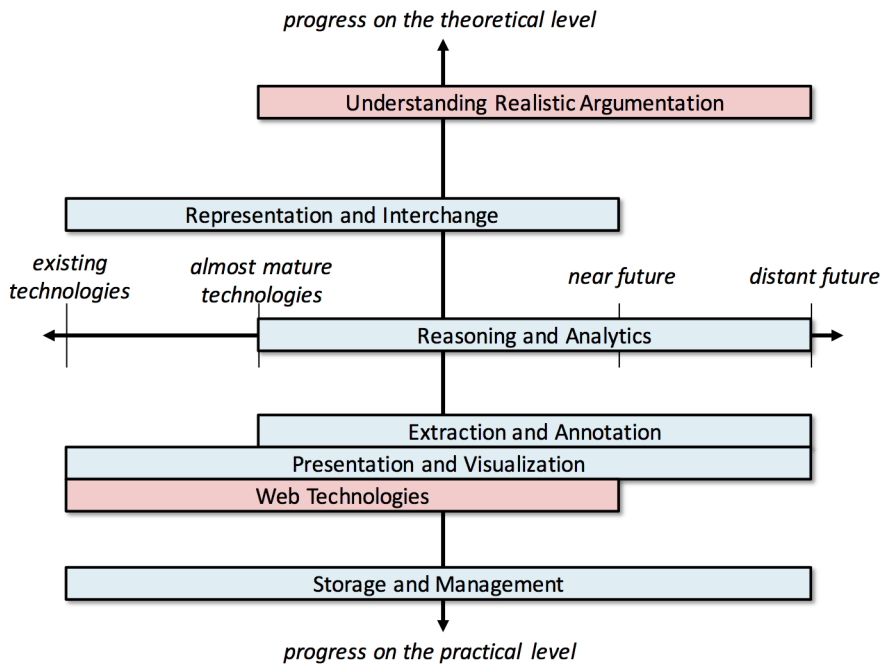 progress on the theoretical level
Understanding Realistic Argumentation
Representation and Interchange
existing
technologies
almost mature
technologies
near future
distant future
Reasoning and Analytics
Extraction and Annotation
Presentation and Visualization
Web Technologies
Storage and Management
progress on the practical level